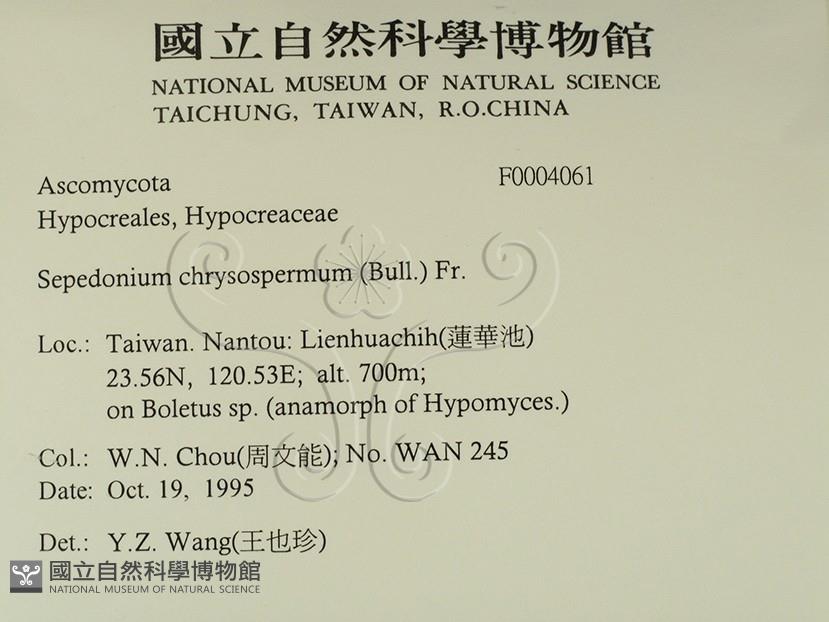 國立自然科學博物館
NATIONAL MUSEUM OF NATURAL SCIENCE
TAICHUNG, TAIWAN, R.O.CHINA
Ascomycota F0004061
Hypocreales, Hypocreaceae
Sepedonium chrysospermum (Bull.) Fr.
Loc.: Taiwan. Nantou: Lienhuachih(蓮華池)
23.56N, 120.53E; alt. 700m;
on Boletus sp. (anamorph of Hypomyces.)
Col.: W.N. Chou(周文能); No. WAN 245
Date: Oct. 19, 1995
Det.: Y.Z. Wang(王也珍)
國立自然科學博物館
NATIONAL MUSEUM OF NATURAL SCIENCE